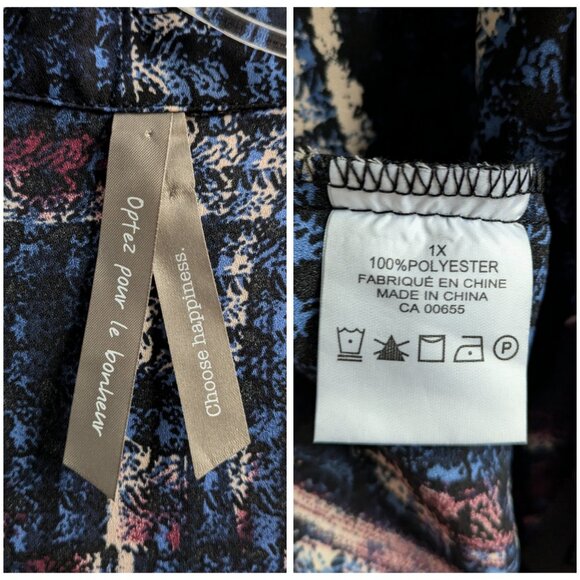 Optez pour le bonheur
Choose happiness.
1X
100%POLYESTER
FABRIQUÉ EN CHINE
MADE IN CHINA
CA 00655
P